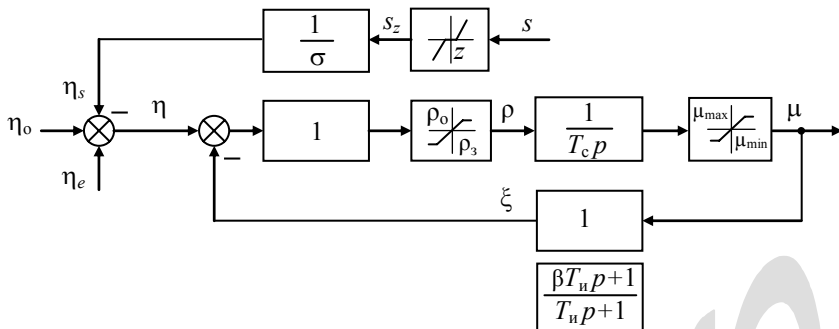 1
σ
s_z
z
s
η_s
–
η_o
η
η_e
–
1
ρ_o
ρ_з
ρ
1
T_c p
μ_max
μ_min
μ
ξ
1
βT_и p+1
T_и p+1